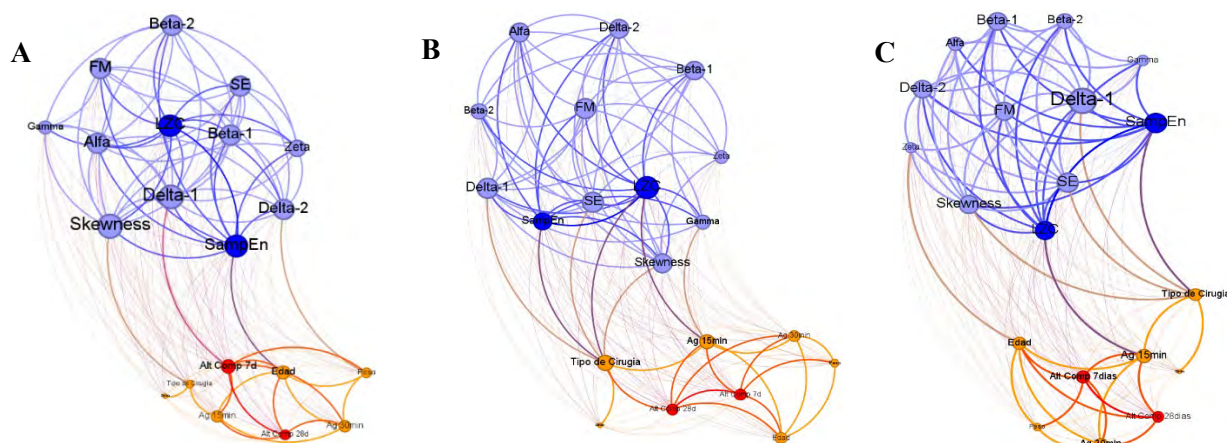 A
Beta-2
FM
SE
LZC
Beta-1
Gamma
Alfa
Zeta
Delta-1
Delta-2
Skewness
SampEn
Alt Comp 7d
Edad
Peso
Tipo de Cirugia
Ag 15min
Ag 30min
Alt Comp 28d
B
Alfa
Delta-2
Beta-1
Beta-2
FM
Zeta
Delta-1
LZC
SE
SampEn
Gamma
Skewness
Ag 15min
Ag 30min
Tipo de Cirugia
Alt Comp 7d
Alt Comp 28d
Edad
C
Beta-1
Beta-2
Alfa
Gamma
Delta-2
Delta-1
FM
SampEn
Zeta
SE
Skewness
LZC
Tipo de Cirugia
Edad
Ag 15min
Alt Comp 7dias
Alt Comp 28dias
Peso
Ag 30min